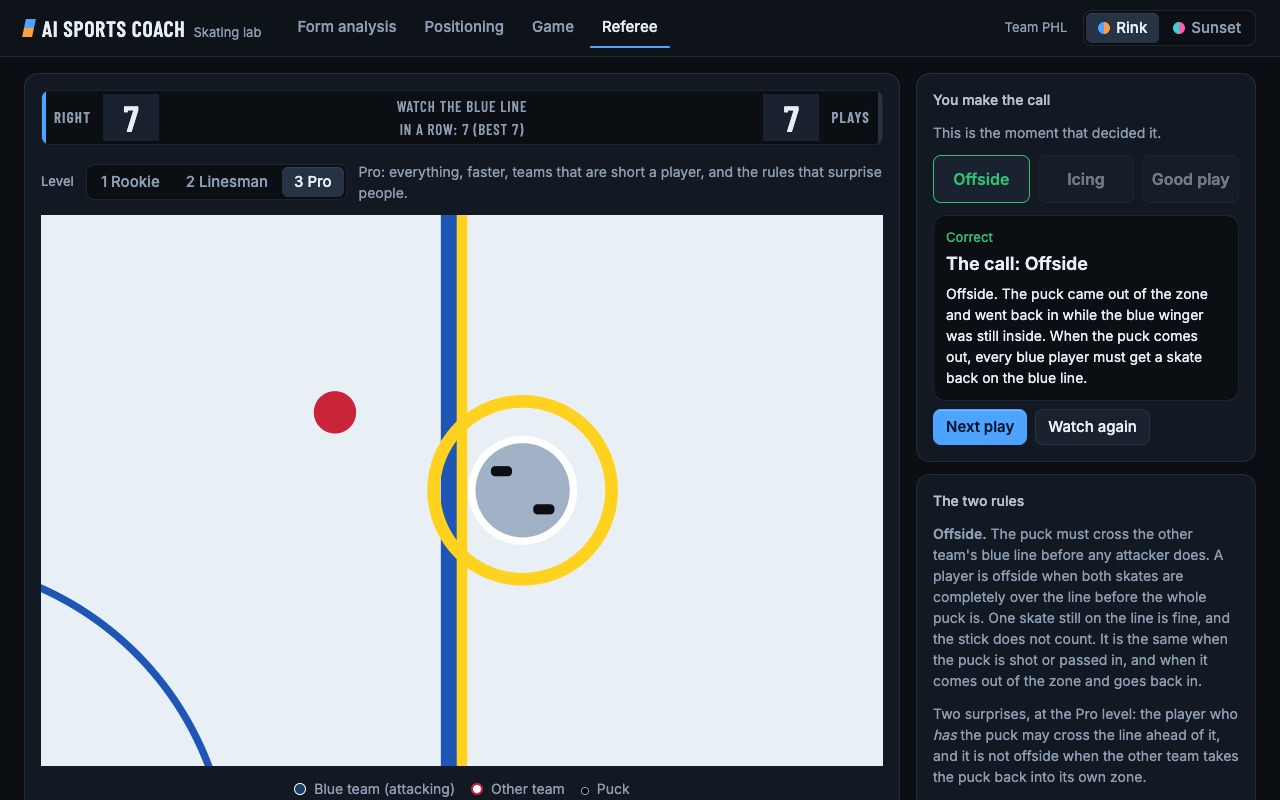 AI SPORTS COACH Skating lab Form analysis Positioning Game Referee Team PHL Rink Sunset
RIGHT 7 WATCH THE BLUE LINE 7 PLAYS
IN A ROW: 7 (BEST 7)
Level 1 Rookie 2 Linesman 3 Pro Pro: everything, faster, teams that are short a player, and the rules that surprise
people.
Blue team (attacking) Other team Puck
You make the call
This is the moment that decided it.
Offside Icing Good play
Correct
The call: Offside
Offside. The puck came out of the zone
and went back in while the blue winger
was still inside. When the puck comes
out, every blue player must get a skate
back on the blue line.
Next play Watch again
The two rules
Offside. The puck must cross the other
team's blue line before any attacker does. A
player is offside when both skates are
completely over the line before the whole
puck is. One skate still on the line is fine, and
the stick does not count. It is the same when
the puck is shot or passed in, and when it
comes out of the zone and goes back in.
Two surprises, at the Pro level: the player who
has the puck may cross the line ahead of it,
and it is not offside when the other team takes
the puck back into its own zone.